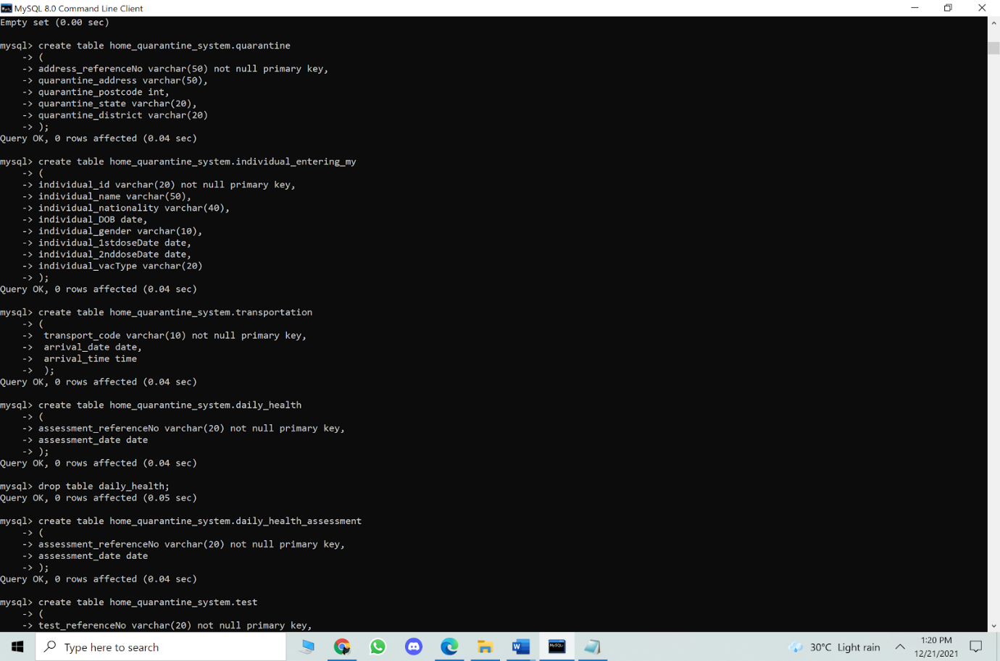 MySQL 8.0 Command Line Client
Empty set (0.00 sec)
mysql> create table home_quarantine_system.quarantine
-> (
-> address_referenceNo varchar(50) not null primary key,
-> quarantine_address varchar(50),
-> quarantine_postcode int,
-> quarantine_state varchar(20),
-> quarantine_district varchar(20)
-> );
Query OK, 0 rows affected (0.04 sec)
mysql> create table home_quarantine_system.individual_entering_my
-> (
-> individual_id varchar(20) not null primary key,
-> individual_name varchar(50),
-> individual_nationality varchar(40),
-> individual_DOB date,
-> individual_gender varchar(10),
-> individual_1stdoseDate date,
-> individual_2nddoseDate date,
-> individual_vacType varchar(20)
-> );
Query OK, 0 rows affected (0.04 sec)
mysql> create table home_quarantine_system.transportation
-> (
-> transport_code varchar(10) not null primary key,
-> arrival_date date,
-> arrival_time time
-> );
Query OK, 0 rows affected (0.04 sec)
mysql> create table home_quarantine_system.daily_health
-> (
-> assessment_referenceNo varchar(20) not null primary key,
-> assessment_date date
-> );
Query OK, 0 rows affected (0.04 sec)
mysql> drop table daily_health;
Query OK, 0 rows affected (0.05 sec)
mysql> create table home_quarantine_system.daily_health_assessment
-> (
-> assessment_referenceNo varchar(20) not null primary key,
-> assessment_date date
-> );
Query OK, 0 rows affected (0.04 sec)
mysql> create table home_quarantine_system.test
-> (
-> test_referenceNo varchar(20) not null primary key,
Type here to search
30°C Light rain
1:20 PM
12/21/2021